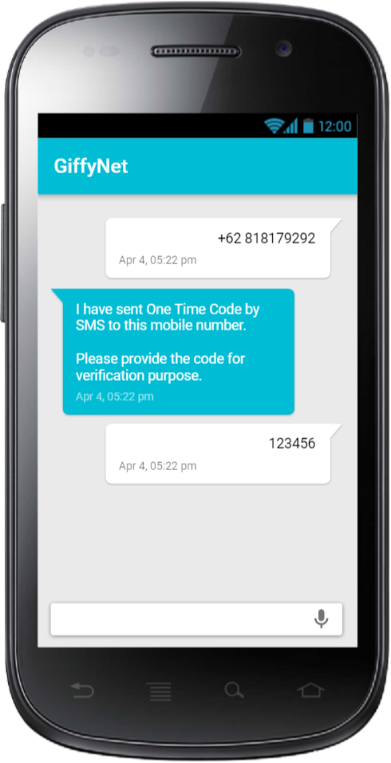 12:00
GiffyNet
+62 818179292
Apr 4, 05:22 pm
I have sent One Time Code by
SMS to this mobile number.
Please provide the code for
verification purpose.
Apr 4, 05:22 pm
123456
Apr 4, 05:22 pm